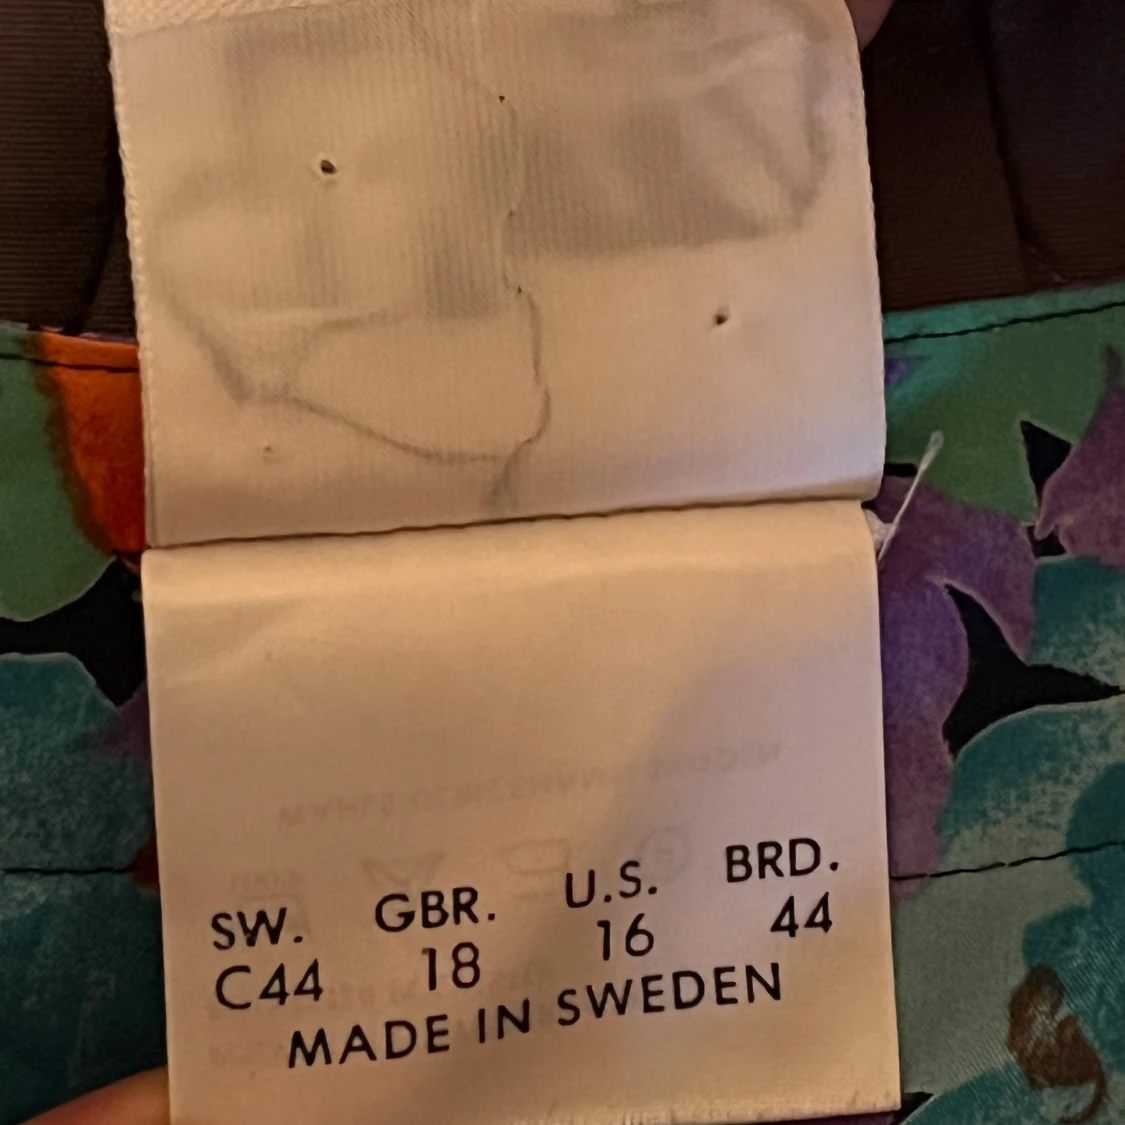 SW. GBR. U.S. BRD.
C44 18 16 44
MADE IN SWEDEN